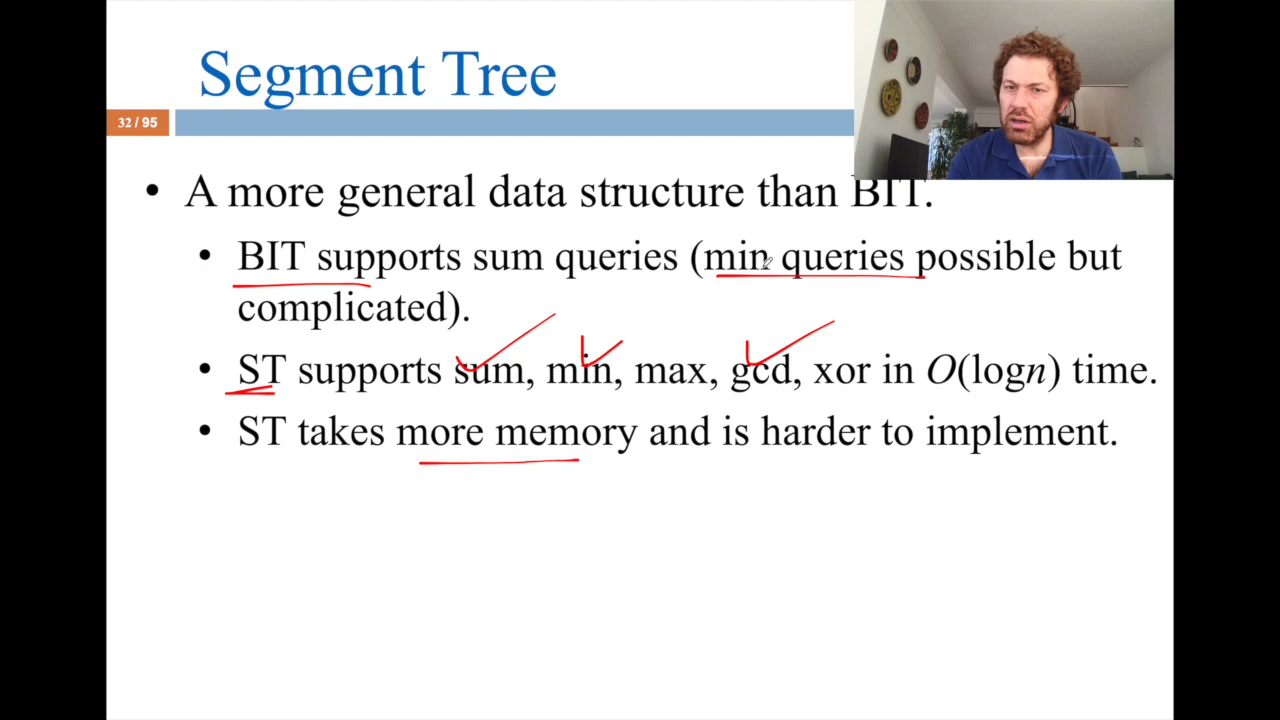 Segment Tree
32 / 95
• A more general data structure than BIT.
• BIT supports sum queries (min queries possible but
complicated).
• ST supports sum, min, max, gcd, xor in O(logn) time.
• ST takes more memory and is harder to implement.